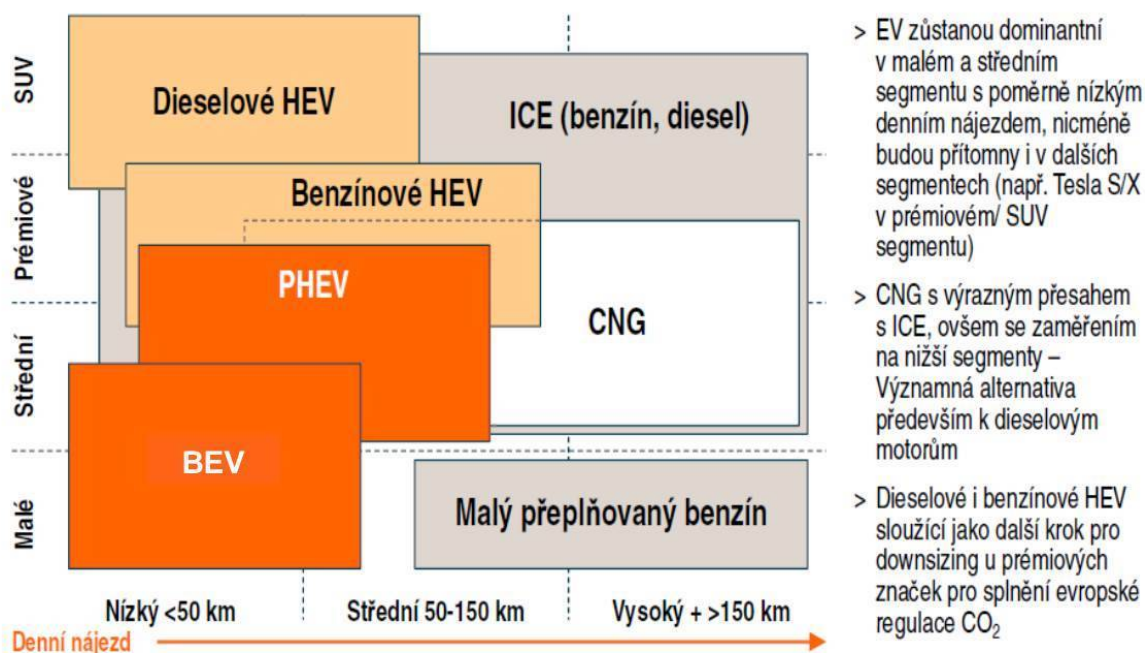 SUV
Prémiové
Střední
Malé
Dieselové HEV
ICE (benzín, diesel)
Benzínové HEV
PHEV
CNG
BEV
Malý přeplňovaný benzín
Nízký <50 km
Střední 50-150 km
Vysoký + >150 km
Denní nájezd
> EV zůstanou dominantní
v malém a středním
segmentu s poměrně nízkým
denním nájezdem, nicméně
budou přítomny i v dalších
segmentech (např. Tesla S/X
v prémiovém/ SUV
segmentu)
> CNG s výrazným přesahem
s ICE, ovšem se zaměřením
na nižší segmenty –
Významná alternativa
především k dieselovým
motorům
> Dieselové i benzínové HEV
sloužící jako další krok pro
downsizing u prémiových
značek pro splnění evropské
regulace CO₂